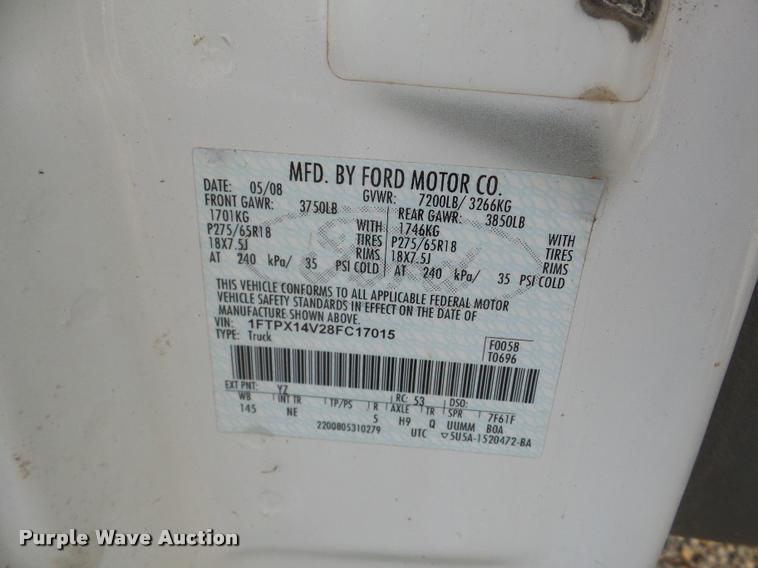 MFD. BY FORD MOTOR CO.
DATE: 05/08 GVWR: 7200LB/ 3266KG
FRONT GAWR: 3750LB REAR GAWR: 3850LB
1701KG WITH 1746KG WITH
P275/65R18 TIRES P275/65R18 TIRES
18X7.5J RIMS 18X7.5J RIMS
AT 240 kPa/ 35 PSI COLD AT 240 kPa/ 35 PSI COLD
THIS VEHICLE CONFORMS TO ALL APPLICABLE FEDERAL MOTOR
VEHICLE SAFETY STANDARDS IN EFFECT ON THE DATE OF
MANUFACTURE SHOWN ABOVE.
VIN: 1FTPX14V28FC17015
TYPE: Truck
F0058
T0696
EXT PNT: YZ RC: 53 DSO:
WB INT TR TP/PS R AXLE TR SPR 7F61F
145 NE 5 H9 Q UUMM BOA
2200805310279 UTC ▽5U5A-1520472-BA
Purple Wave Auction